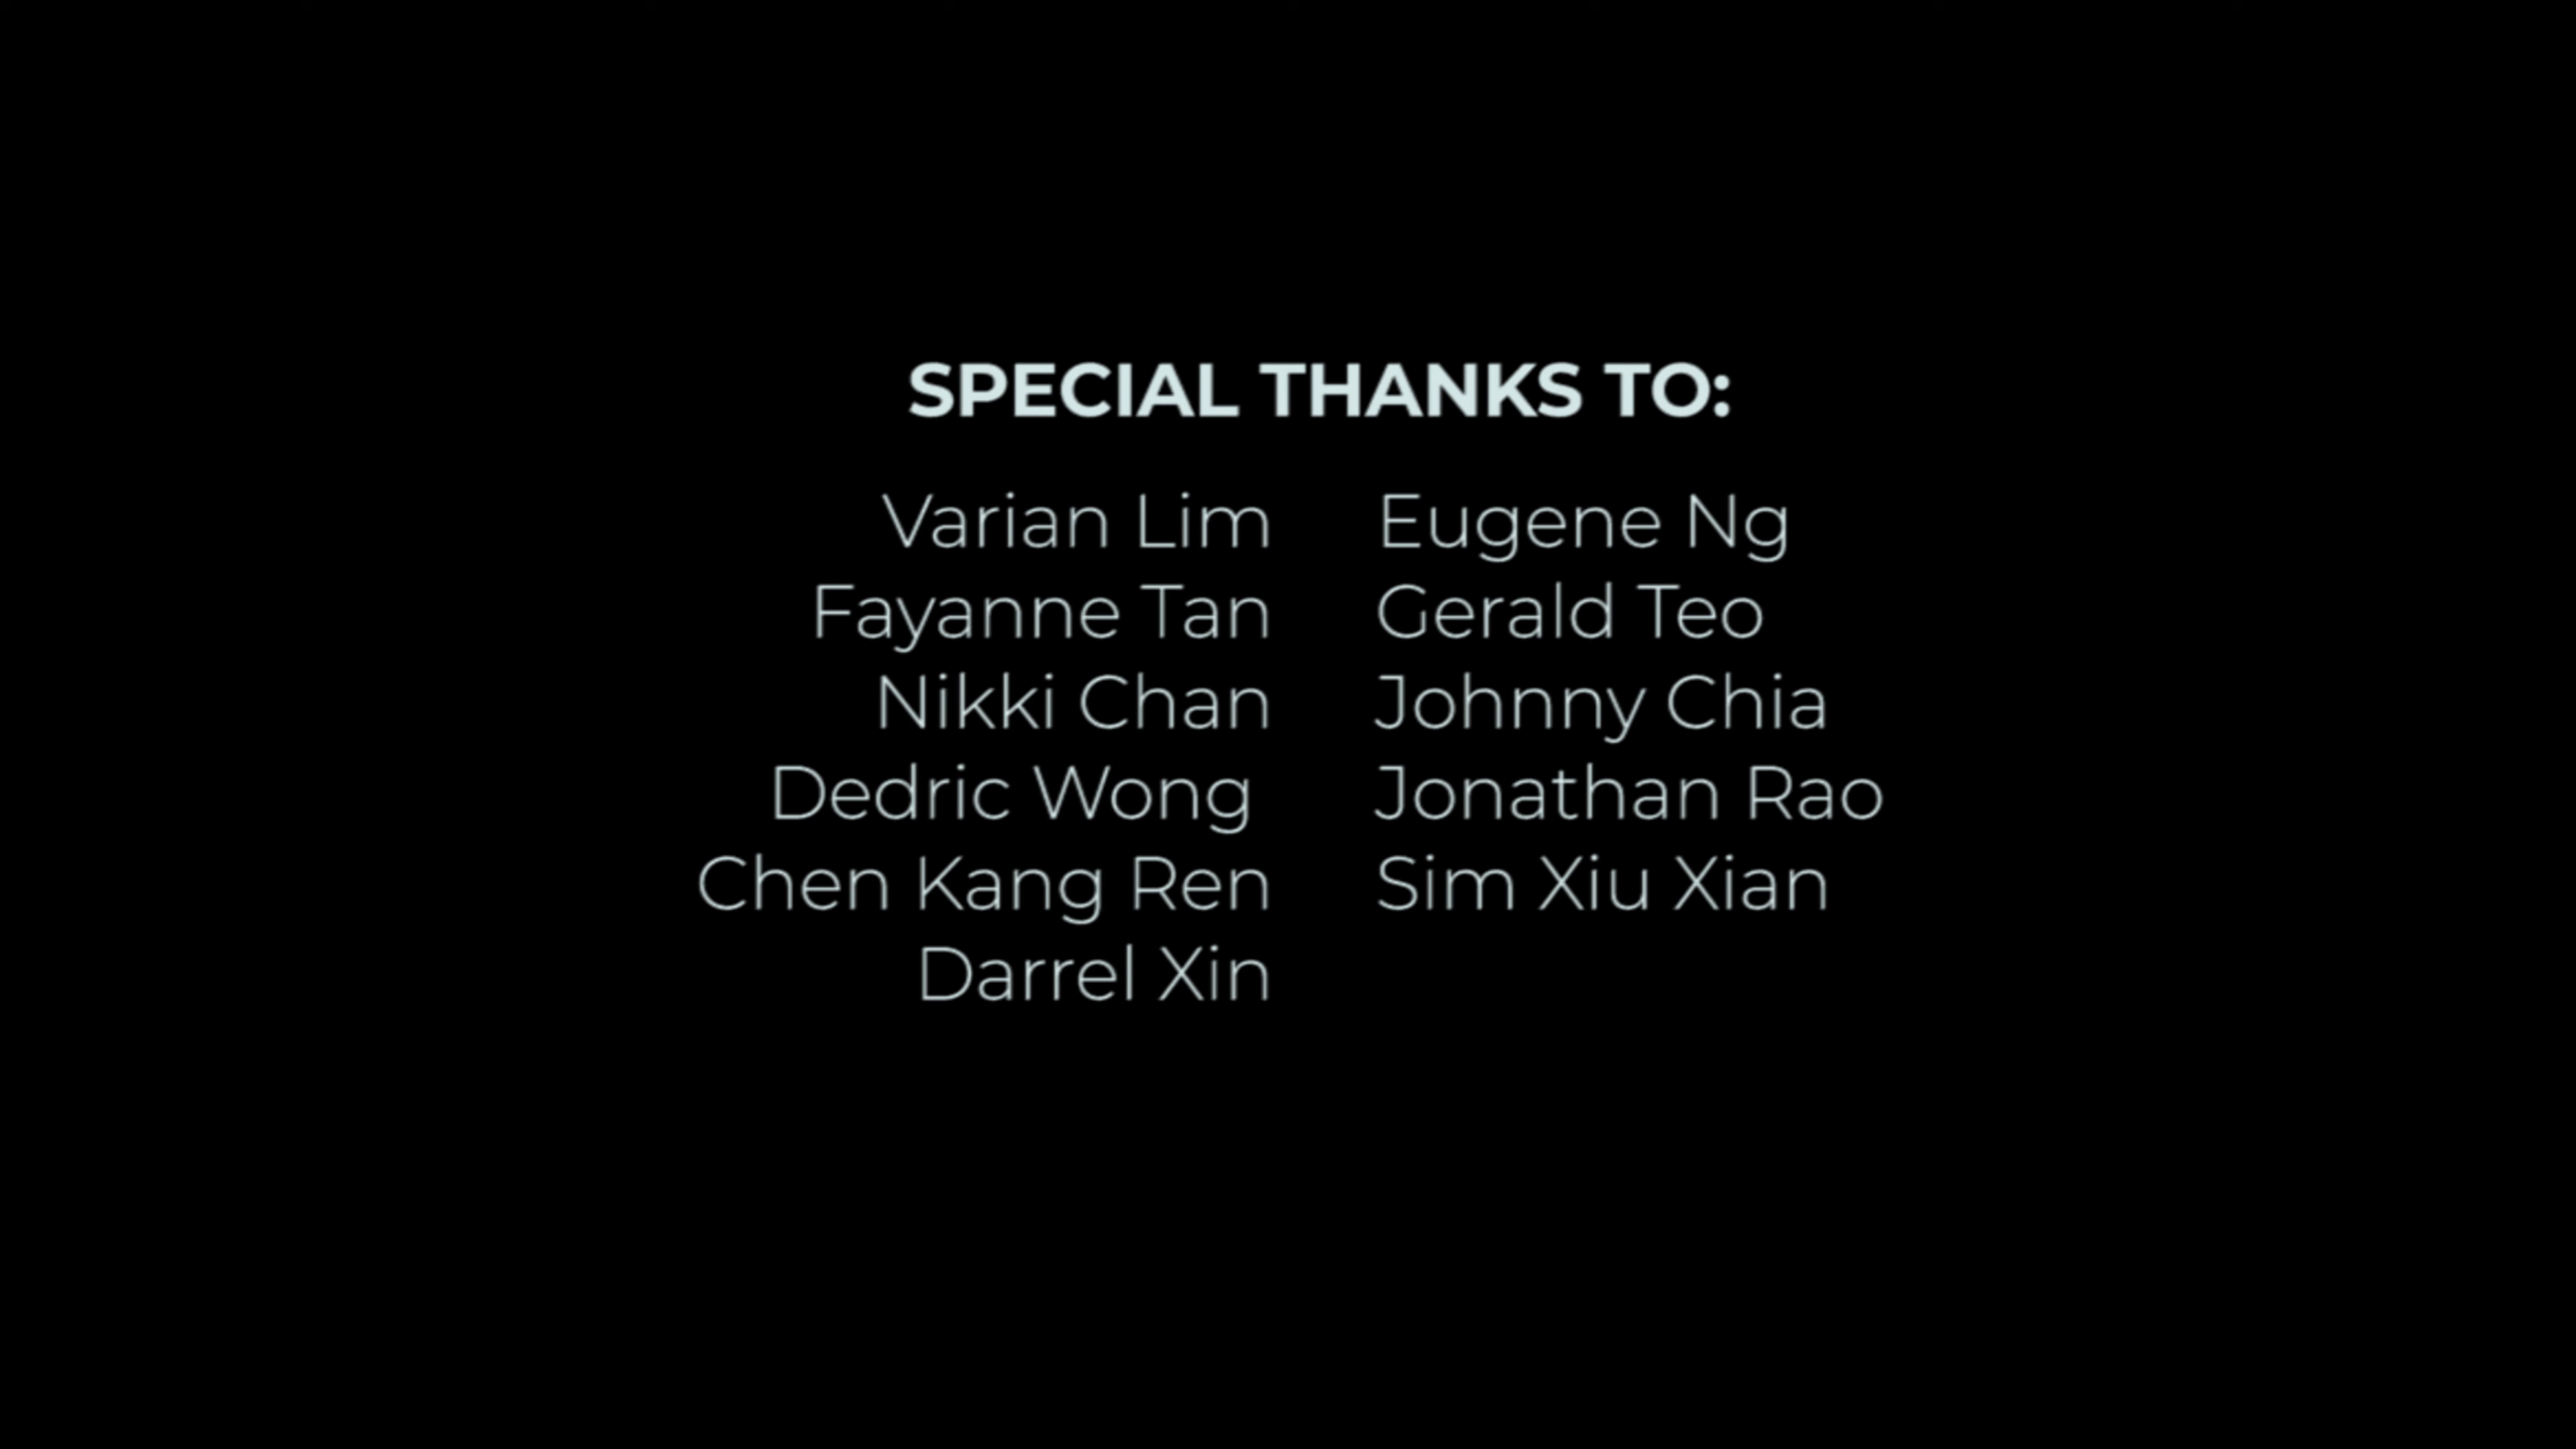 SPECIAL THANKS TO:
Varian Lim
Fayanne Tan
Nikki Chan
Dedric Wong
Chen Kang Ren
Darrel Xin
Eugene Ng
Gerald Teo
Johnny Chia
Jonathan Rao
Sim Xiu Xian